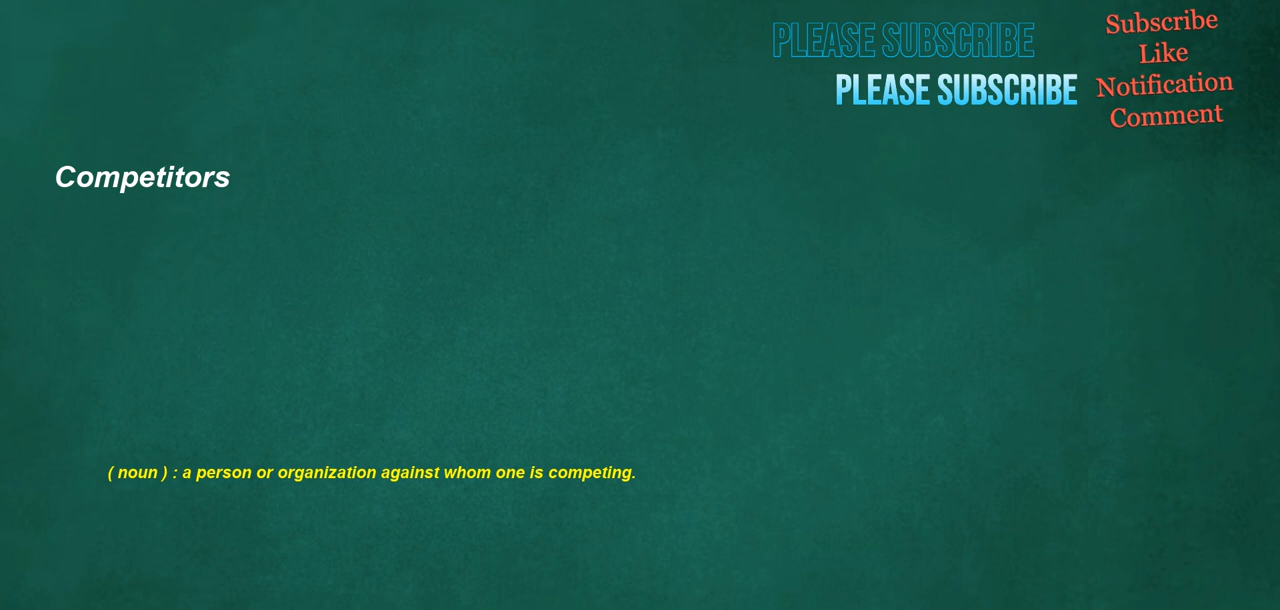 PLEASE SUBSCRIBE
PLEASE SUBSCRIBE
Subscribe
Like
Notification
Comment
Competitors
( noun ) : a person or organization against whom one is competing.